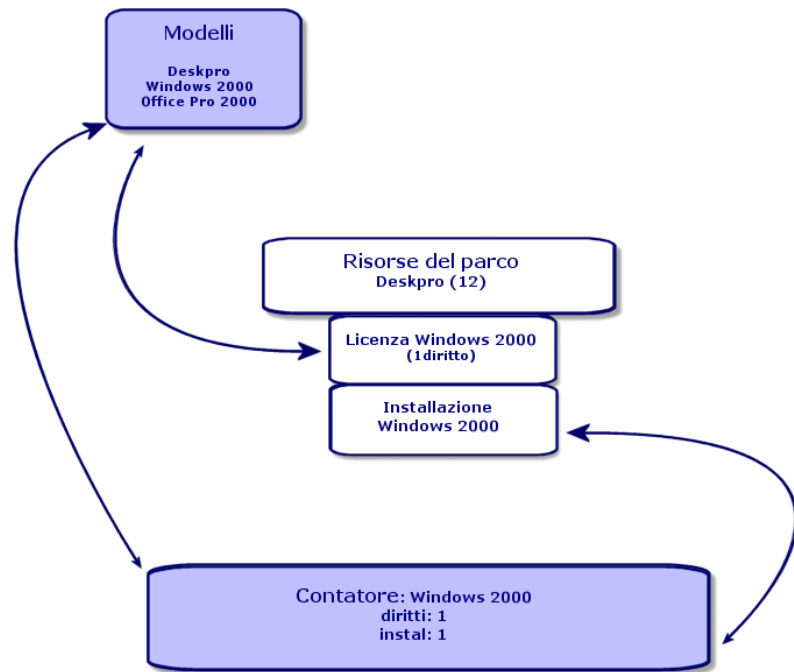 Modelli
Deskpro
Windows 2000
Office Pro 2000
Risorse del parco
Deskpro (12)
Licenza Windows 2000
(1diritto)
Installazione
Windows 2000
Contatore: Windows 2000
diritti: 1
instal: 1